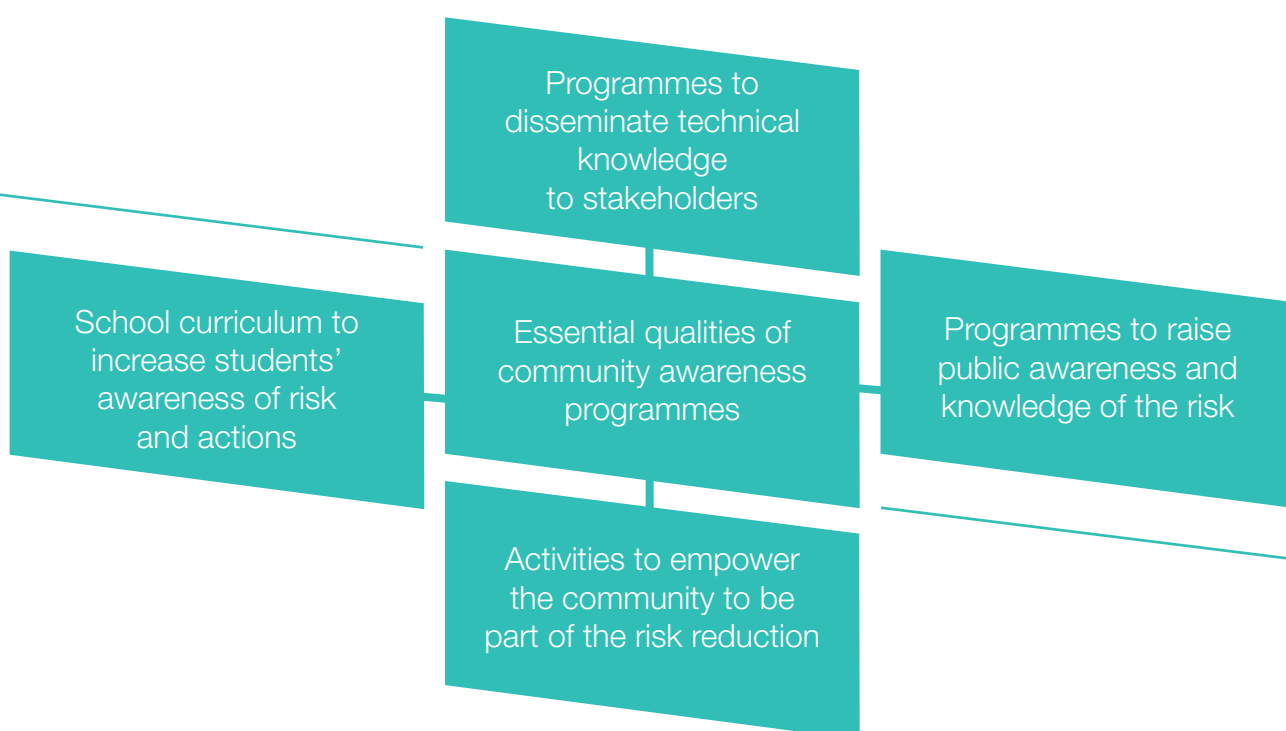 Programmes to
disseminate technical
knowledge
to stakeholders
School curriculum to
increase students’
awareness of risk
and actions
Essential qualities of
community awareness
programmes
Programmes to raise
public awareness and
knowledge of the risk
Activities to empower
the community to be
part of the risk reduction